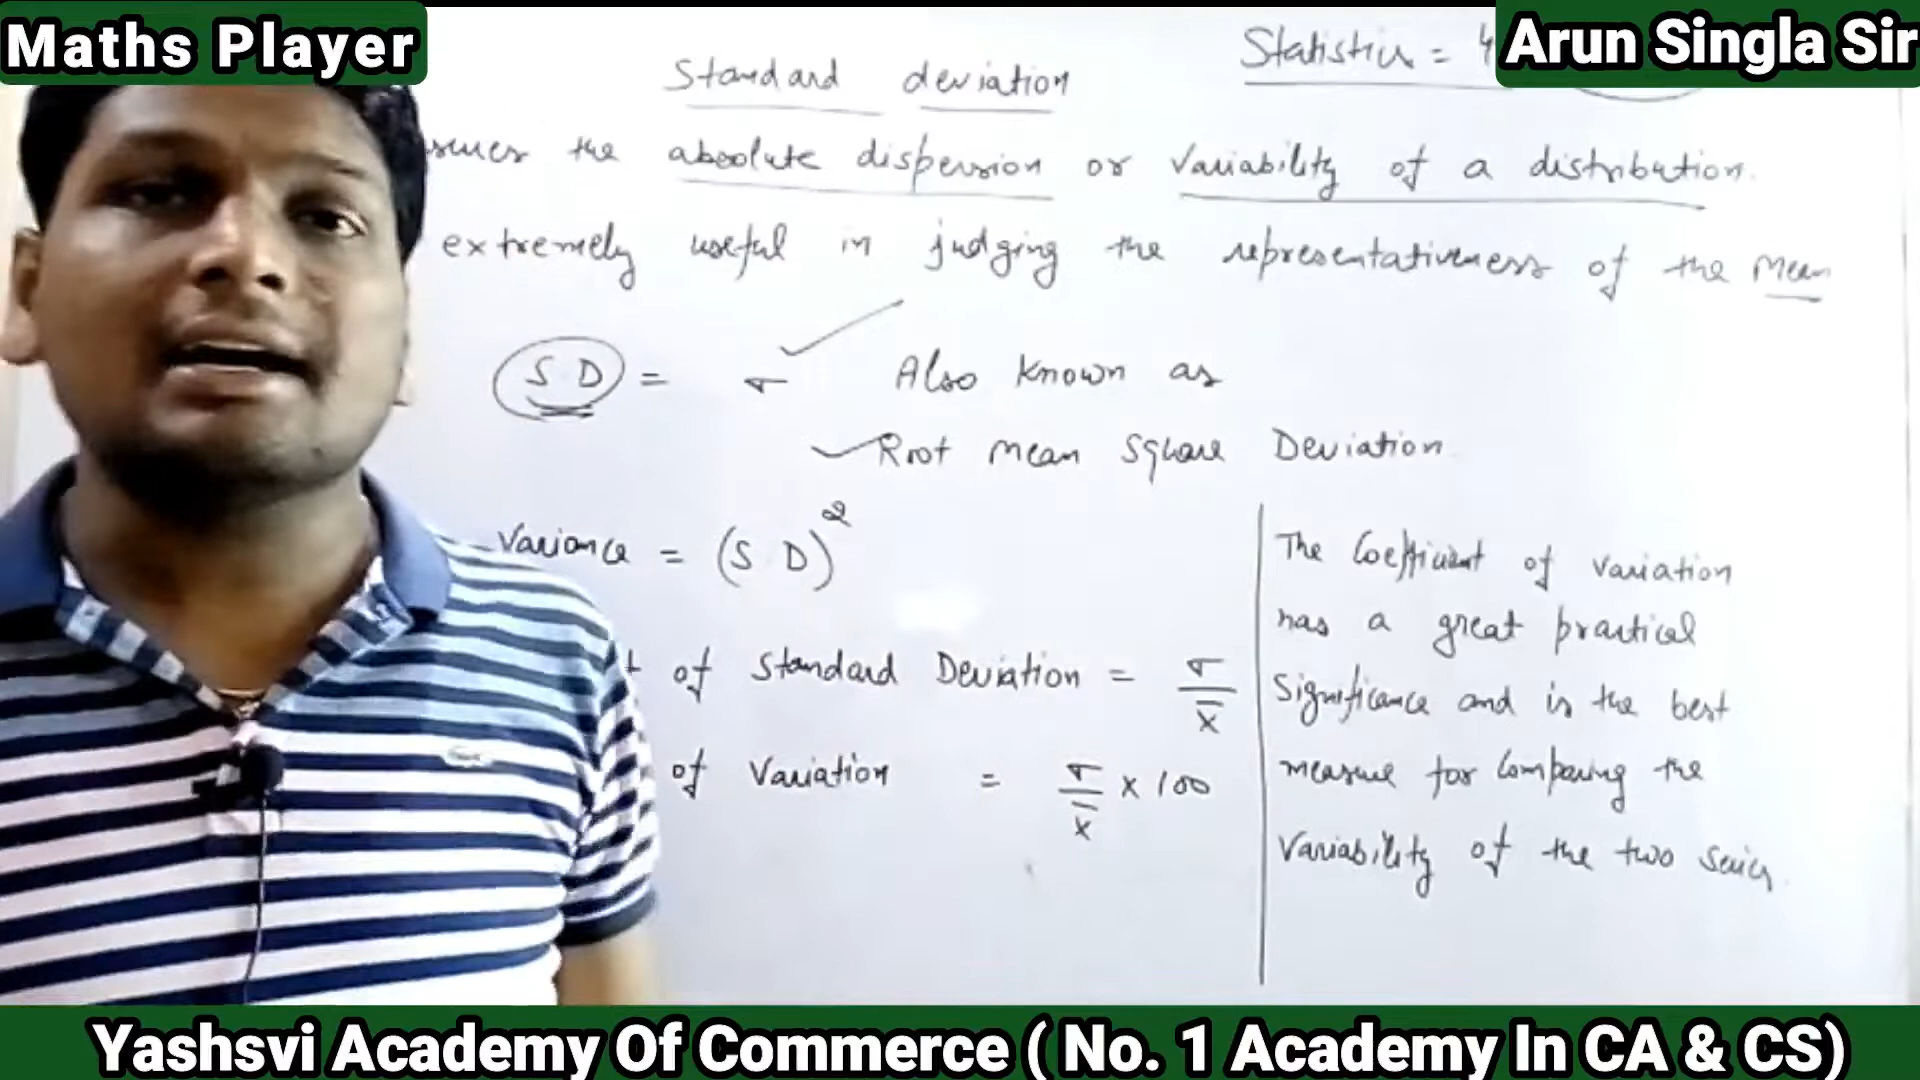 Maths Player
Arun Singla Sir
Statistics =
Standard deviation
the absolute dispersion or Variability of a distribution.
extremely useful in judging the representativeness of the Mean
S D = σ Also Known as
Root Mean Square Deviation
Variance = (S.D)²
of Standard Deviation = σ/x̄
of Variation = σ/x̄ × 100
The Coefficient of variation
has a great practical
Significance and is the best
measure for Comparing the
Variability of the two Series.
Yashsvi Academy Of Commerce ( No. 1 Academy In CA & CS)